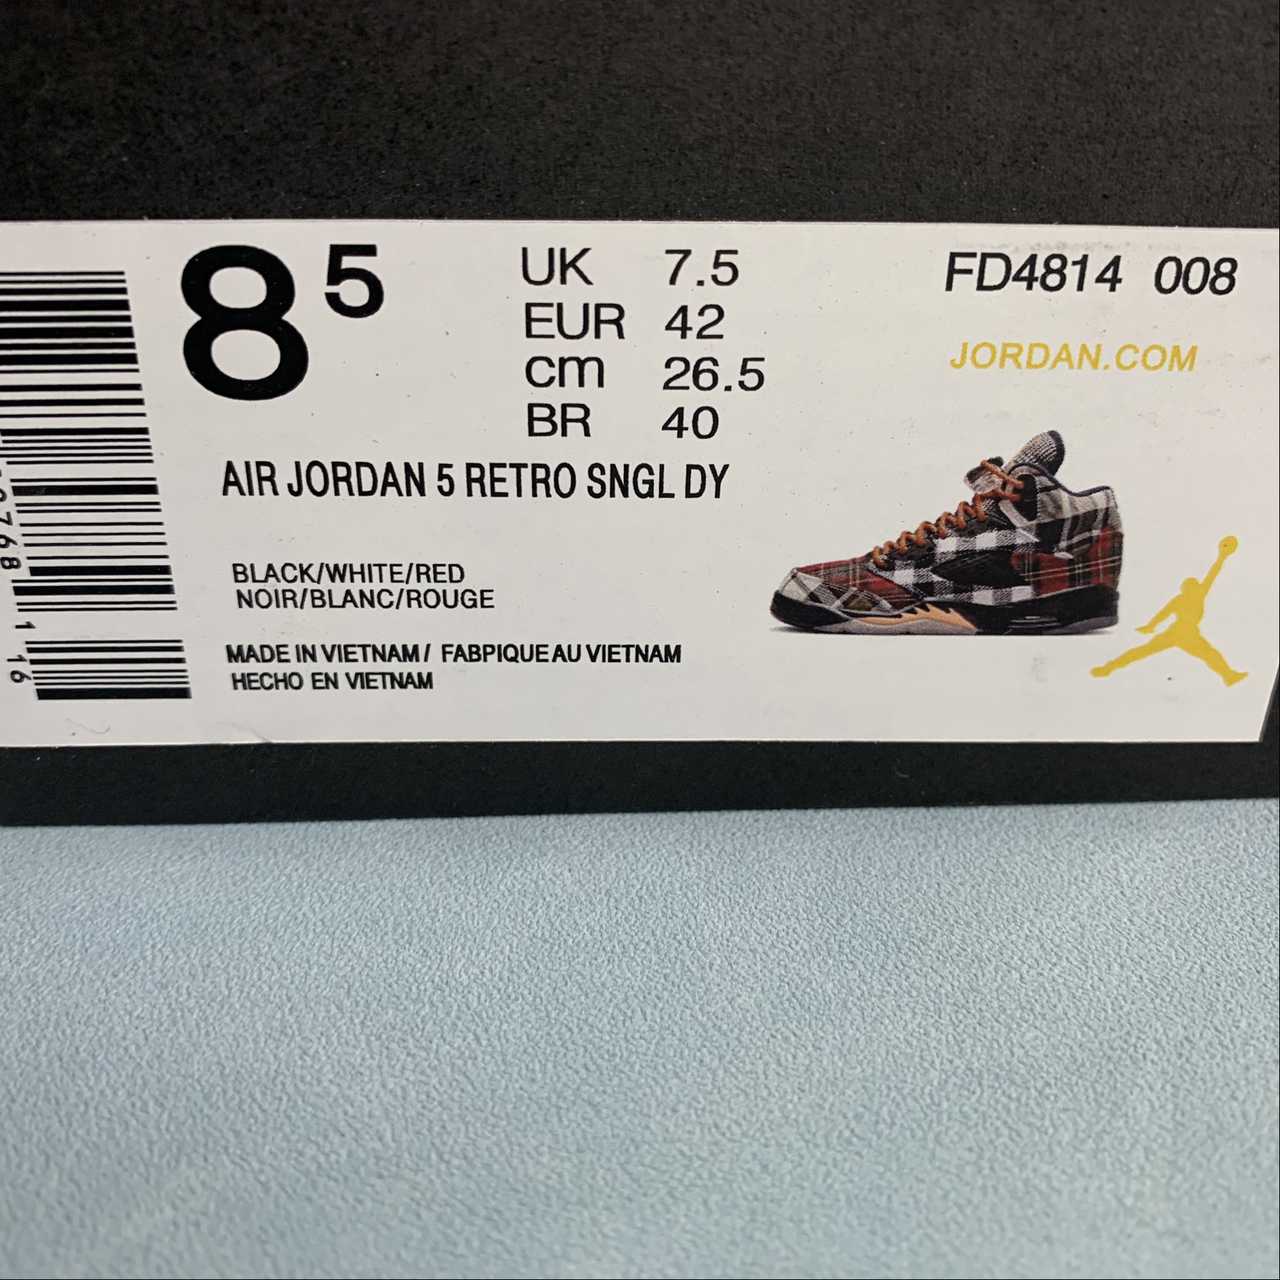 8 5
UK 7.5
EUR 42
cm 26.5
BR 40
FD4814 008
JORDAN.COM
AIR JORDAN 5 RETRO SNGL DY
BLACK/WHITE/RED
NOIR/BLANC/ROUGE
MADE IN VIETNAM / FABPIQUE AU VIETNAM
HECHO EN VIETNAM